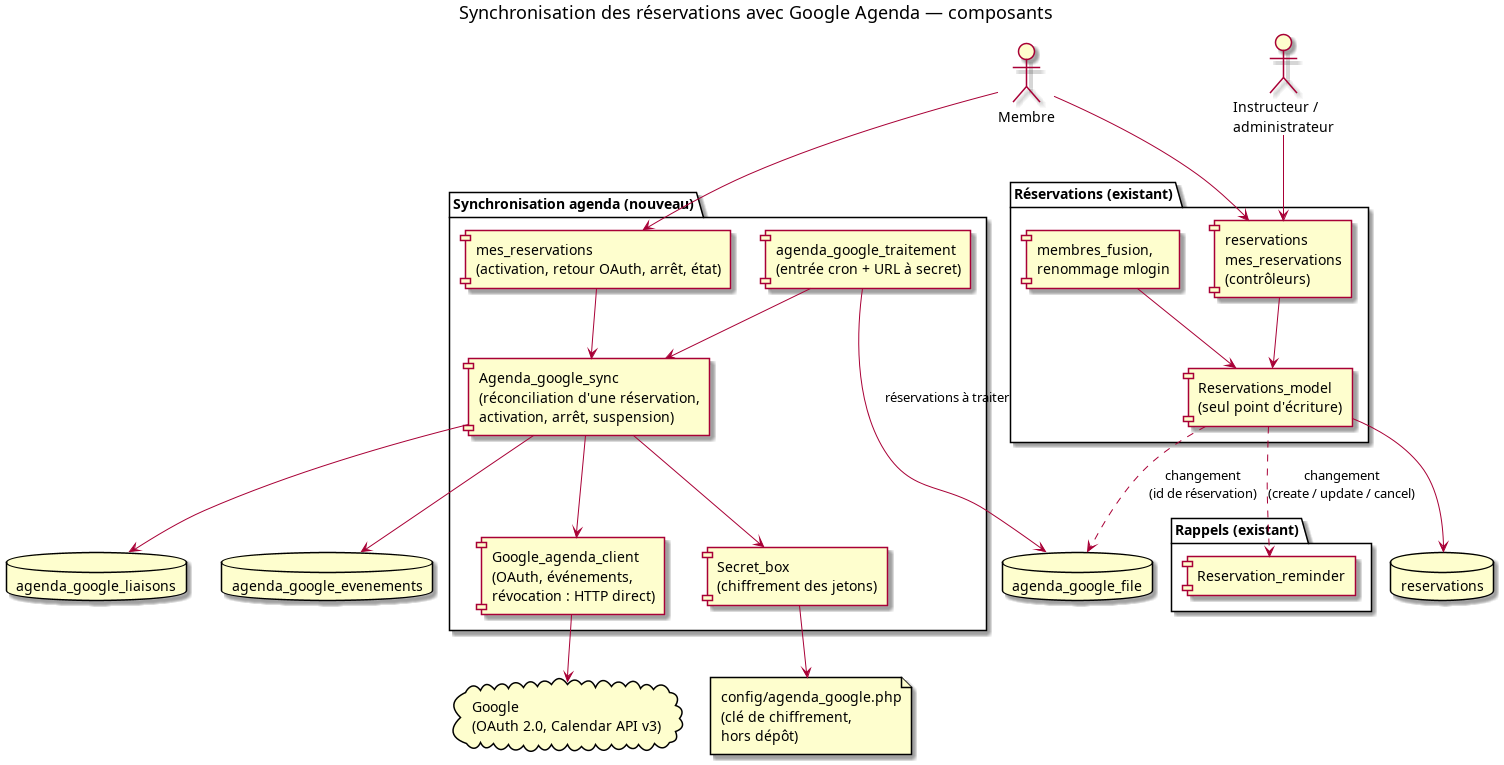 Synchronisation des réservations avec Google Agenda — composants
Membre
Instructeur /
administrateur
Synchronisation agenda (nouveau)
mes_reservations
(activation, retour OAuth, arrêt, état)
agenda_google_traitement
(entrée cron + URL à secret)
Réservations (existant)
membres_fusion,
renommage mlogin
reservations
mes_reservations
(contrôleurs)
Agenda_google_sync
(réconciliation d'une réservation,
activation, arrêt, suspension)
réservations à traiter
Reservations_model
(seul point d'écriture)
changement
(id de réservation)
changement
(create / update / cancel)
agenda_google_liaisons
agenda_google_evenements
Google_agenda_client
(OAuth, événements,
révocation : HTTP direct)
Secret_box
(chiffrement des jetons)
agenda_google_file
Rappels (existant)
Reservation_reminder
reservations
Google
(OAuth 2.0, Calendar API v3)
config/agenda_google.php
(clé de chiffrement,
hors dépôt)